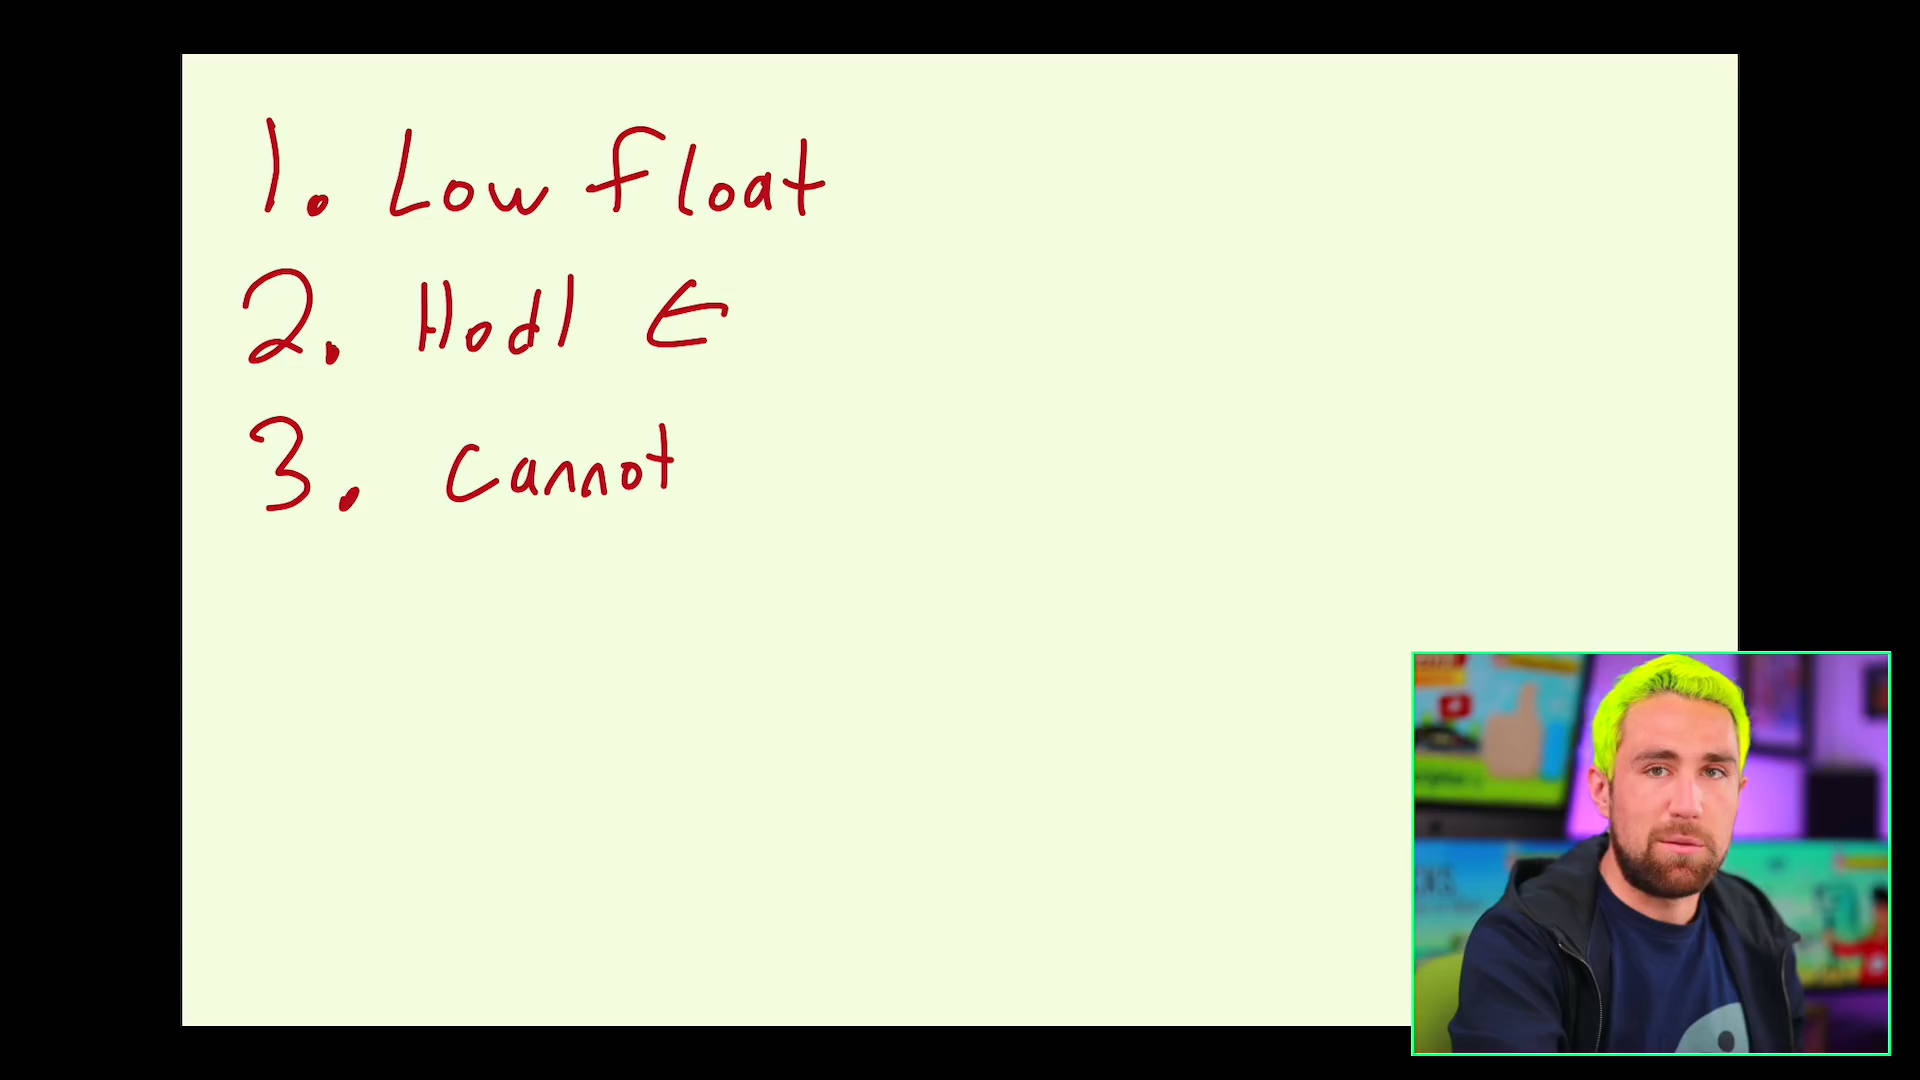 1. Low float
2. Hodl ←
3. Cannot